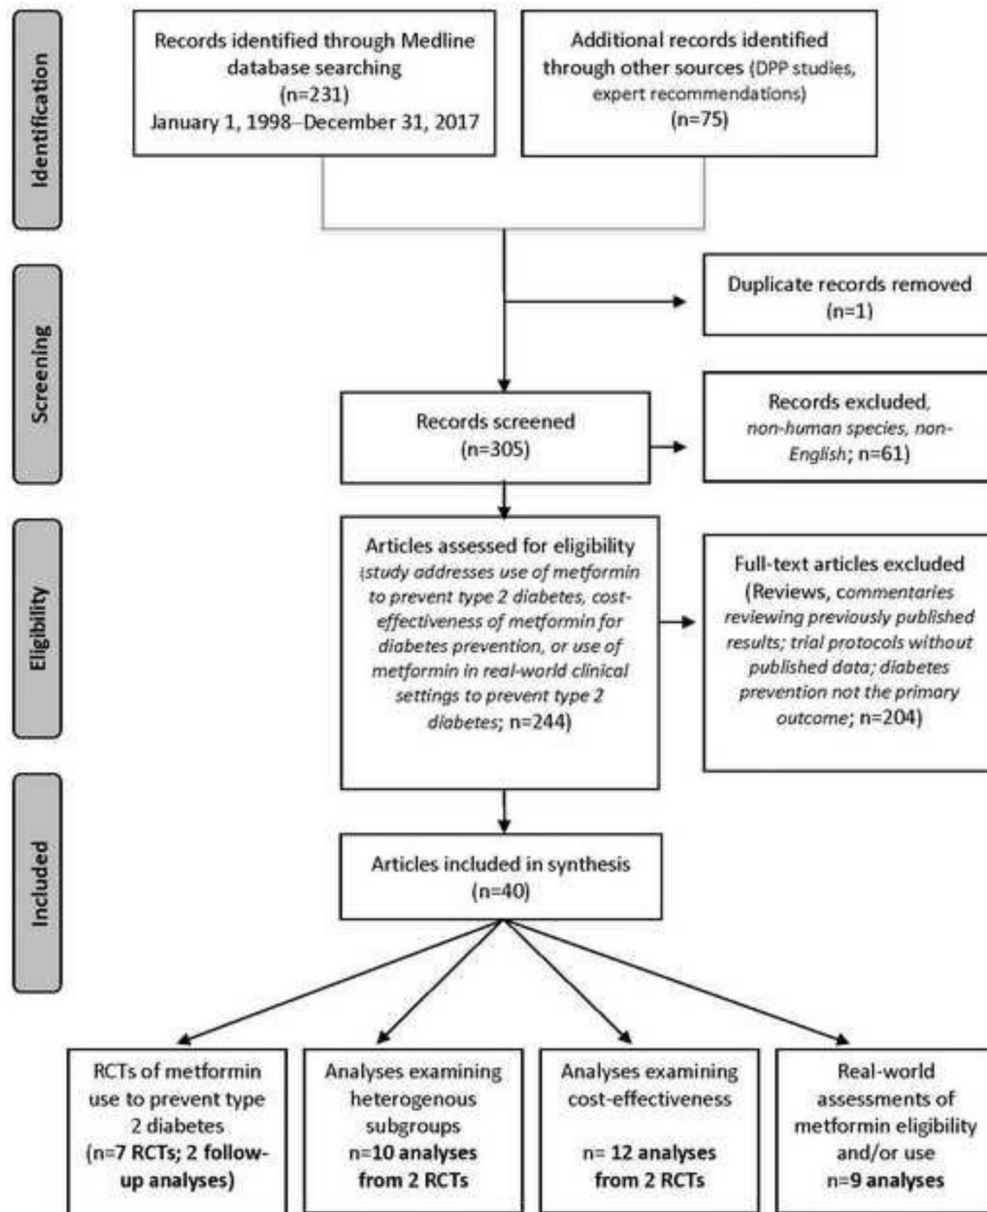 Identification
Records identified through Medline
database searching
(n=231)
January 1, 1998–December 31, 2017
Additional records identified
through other sources (DPP studies,
expert recommendations)
(n=75)
Screening
Duplicate records removed
(n=1)
Records screened
(n=305)
Records excluded,
non-human species, non-
English; n=61)
Eligibility
Articles assessed for eligibility
(study addresses use of metformin
to prevent type 2 diabetes, cost-
effectiveness of metformin for
diabetes prevention, or use of
metformin in real-world clinical
settings to prevent type 2
diabetes; n=244)
Full-text articles excluded
(Reviews, commentaries
reviewing previously published
results; trial protocols without
published data; diabetes
prevention not the primary
outcome; n=204)
Included
Articles included in synthesis
(n=40)
RCTs of metformin
use to prevent type
2 diabetes
(n=7 RCTs; 2 follow-
up analyses)
Analyses examining
heterogenous
subgroups
n=10 analyses
from 2 RCTs
Analyses examining
cost-effectiveness
n= 12 analyses
from 2 RCTs
Real-world
assessments of
metformin eligibility
and/or use
n=9 analyses